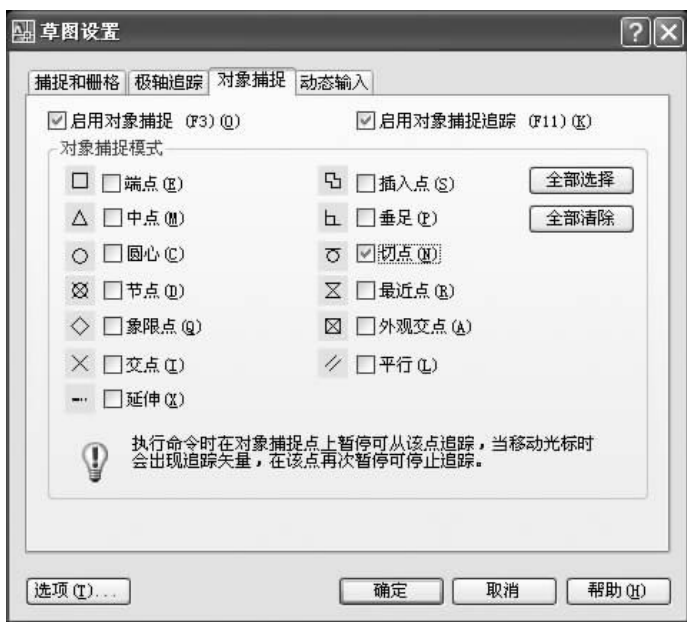 草图设置
捕捉和栅格 极轴追踪 对象捕捉 动态输入
启用对象捕捉 (F3)(O) 启用对象捕捉追踪 (F11)(K)
对象捕捉模式
端点(E) 插入点(S) 全部选择
中点(M) 垂足(P) 全部清除
圆心(C) 切点(N)
节点(D) 最近点(R)
象限点(Q) 外观交点(A)
交点(I) 平行(L)
延伸(X)
执行命令时在对象捕捉点上暂停可从该点追踪，当移动光标时
会出现追踪矢量，在该点再次暂停可停止追踪。
选项(T)... 确定 取消 帮助(H)